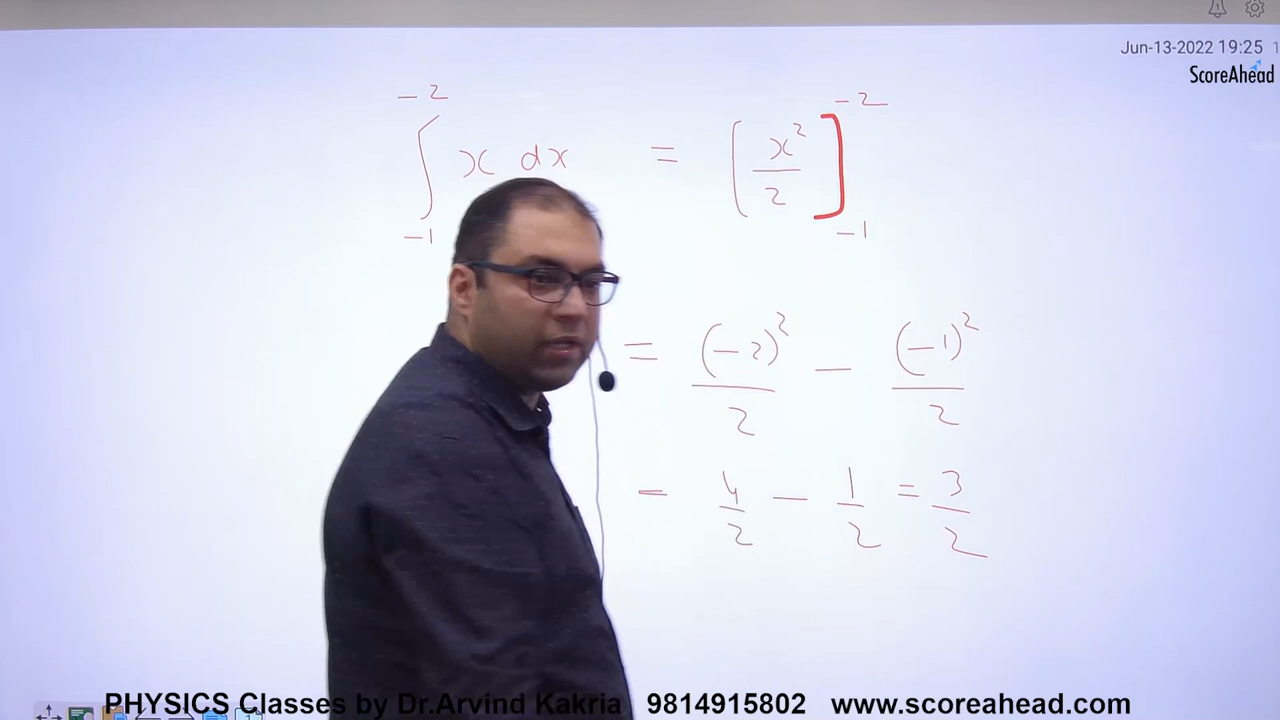 Jun-13-2022 19:25 1
ScoreAhead
∫₋₁⁻² x dx = [x²/2]₋₁⁻²
= (-2)²/2 - (-1)²/2
- 4/2 - 1/2 = 3/2
PHYSICS Classes by Dr.Arvind Kakria 9814915802 www.scoreahead.com